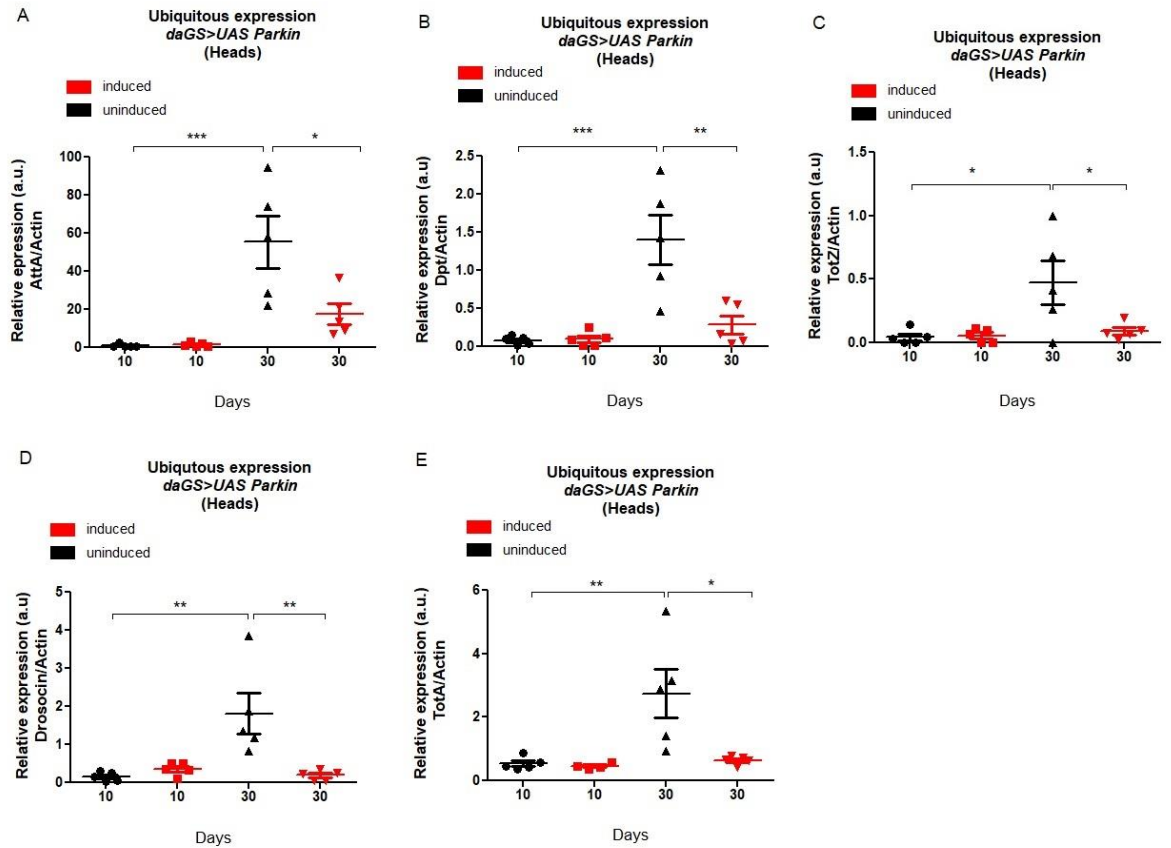 A
Ubiquitous expression
daGS>UAS Parkin
(Heads)
induced
uninduced
*** *
Relative epression (a.u.)
AttA/Actin
100
80
60
40
20
0
10 10 30 30
Days
B
Ubiquitous expression
daGS>UAS Parkin
(Heads)
induced
uninduced
*** **
Relative expression (a.u)
Dpt/Actin
2.5
2.0
1.5
1.0
0.5
0.0
10 10 30 30
Days
C
Ubiquitous expression
daGS>UAS Parkin
(Heads)
induced
uninduced
* *
Relative expression (a.u)
TotZ/Actin
1.5
1.0
0.5
0.0
10 10 30 30
Days
D
Ubiqutous expression
daGS>UAS Parkin
(Heads)
induced
uninduced
** **
Relative expression (a.u)
Drosocin/Actin
5
4
3
2
1
0
10 10 30 30
Days
E
Ubiquitous expression
daGS>UAS Parkin
(Heads)
induced
uninduced
** *
Relative expression (a.u.)
TotA/Actin
6
4
2
0
10 10 30 30
Days